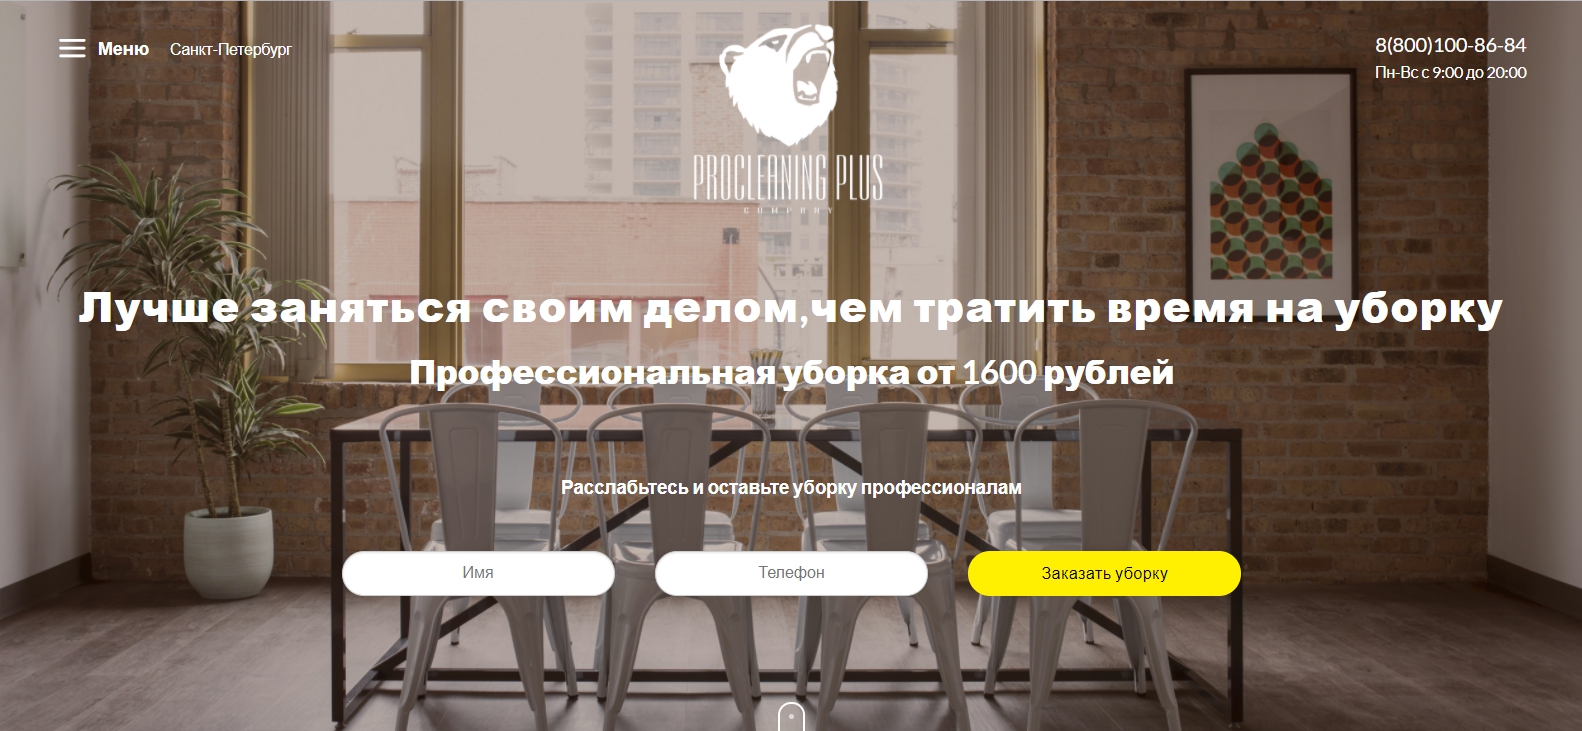 Меню
Санкт-Петербург
8(800)100-86-84
Пн-Вс с 9:00 до 20:00
PROCLEANING PLUS
COMPANY
Лучше заняться своим делом,чем тратить время на уборку
Профессиональная уборка от 1600 рублей
Расслабьтесь и оставьте уборку профессионалам
Имя
Телефон
Заказать уборку